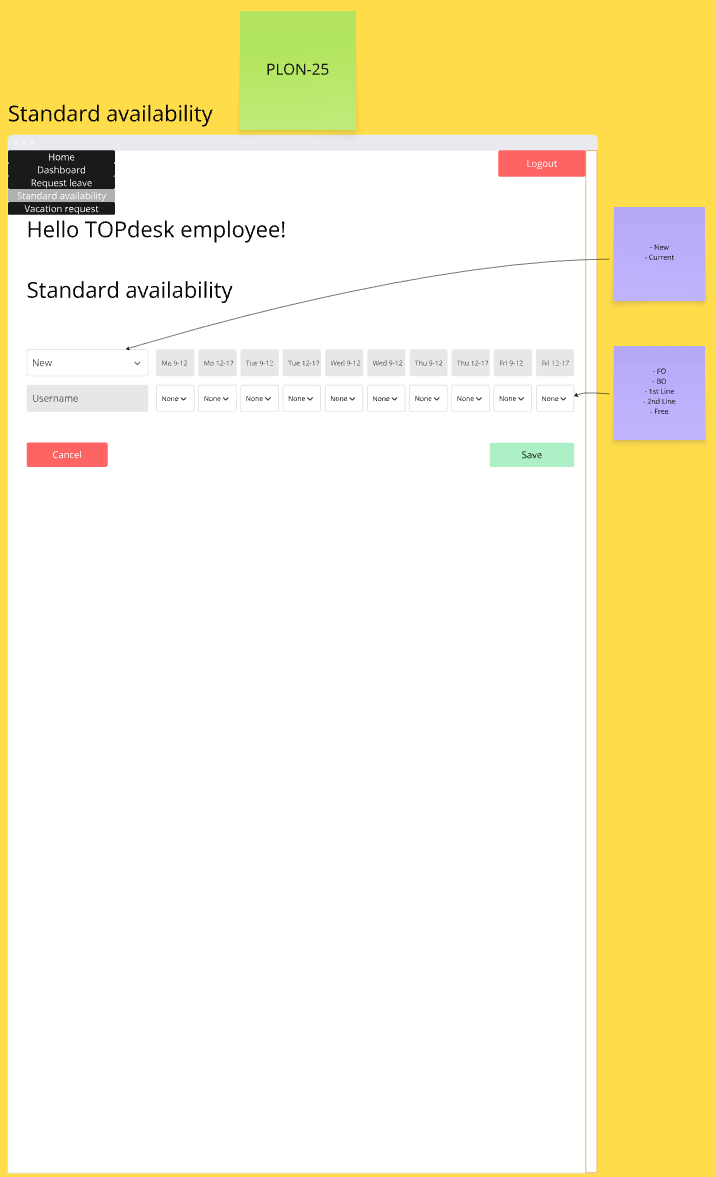 PLON-25
Standard availability
Home
Dashboard
Request leave
Standard availability
Vacation request
Logout
Hello TOPdesk employee!
- New
- Current
Standard availability
New
Mo 9-12 Mo 12-17 Tue 9-12 Tue 12-17 Wed 9-12 Wed 9-12 Thu 9-12 Thu 12-17 Fri 9-12 Fri 12-17
Username
None None None None None None None None None None
- FO
- BO
- 1st Line
- 2nd Line
- Free
Cancel
Save